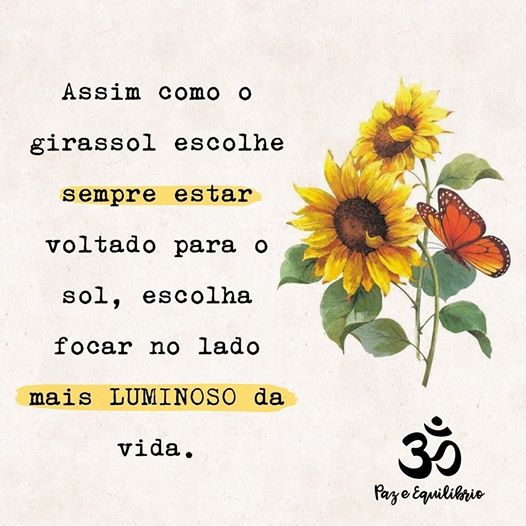 Assim como o
girassol escolhe
sempre estar
voltado para o
sol, escolha
focar no lado
mais LUMINOSO da
vida.
ॐ
Paz e Equilíbrio